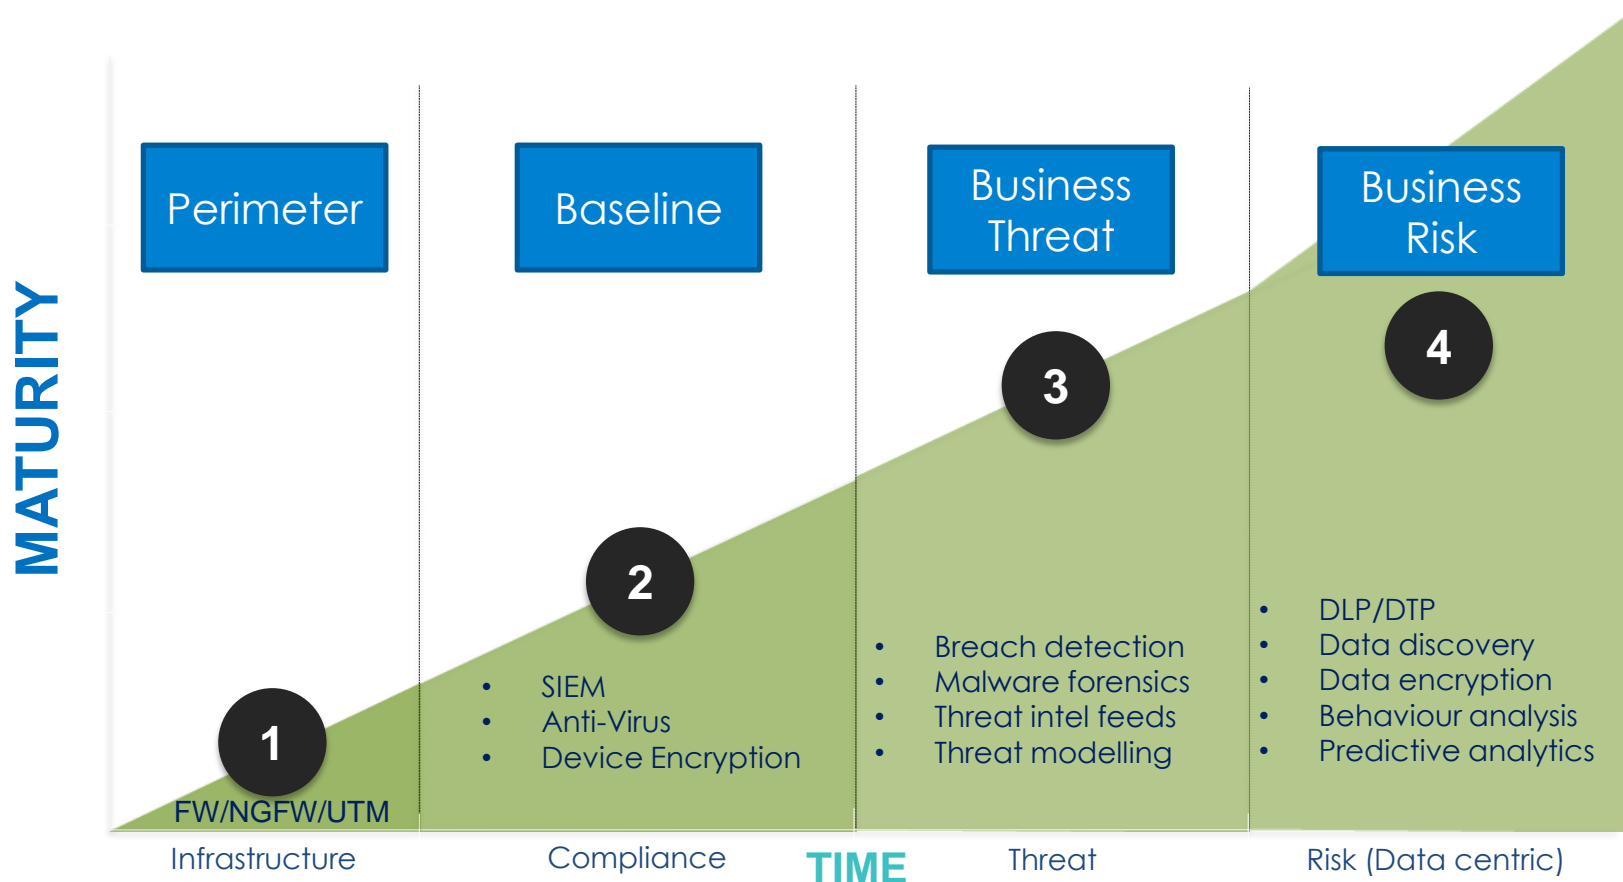 MATURITY
Perimeter
Baseline
Business
Threat
Business
Risk
1
2
3
4
FW/NGFW/UTM
• SIEM
• Anti-Virus
• Device Encryption
• Breach detection
• Malware forensics
• Threat intel feeds
• Threat modelling
• DLP/DTP
• Data discovery
• Data encryption
• Behaviour analysis
• Predictive analytics
Infrastructure
Compliance
TIME
Threat
Risk (Data centric)